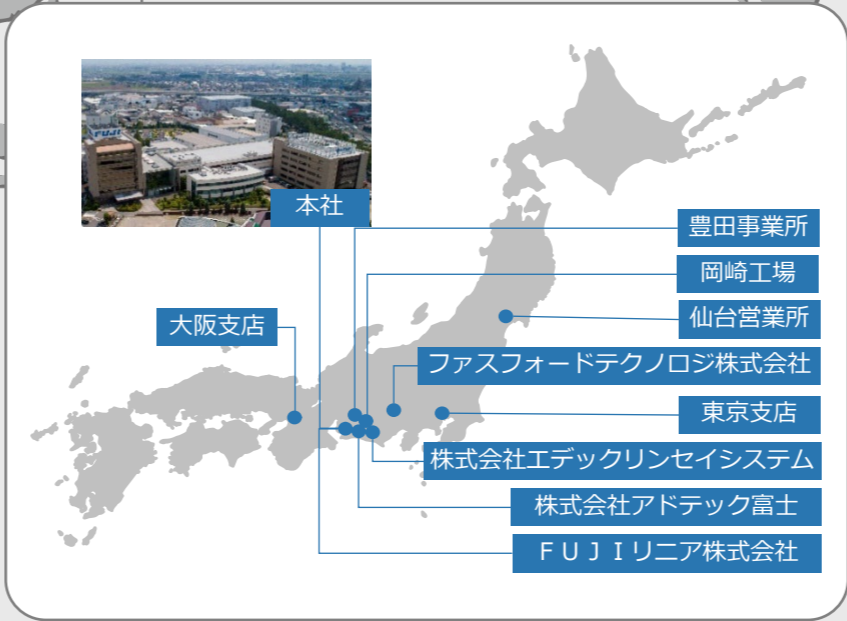 FUJI
本社
豊田事業所
岡崎工場
仙台営業所
大阪支店
ファスフォードテクノロジ株式会社
東京支店
株式会社エデックリンセイシステム
株式会社アドテック富士
ＦＵＪＩリニア株式会社